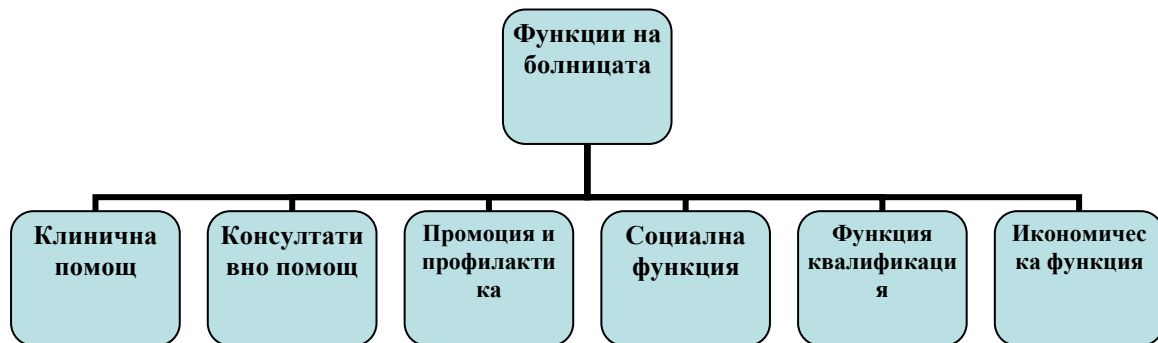 Функции на
болницата
Клинична
помощ
Консултати
вно помощ
Промоция и
профилакти
ка
Социална
функция
Функция
квалификаци
я
Икономичес
ка функция